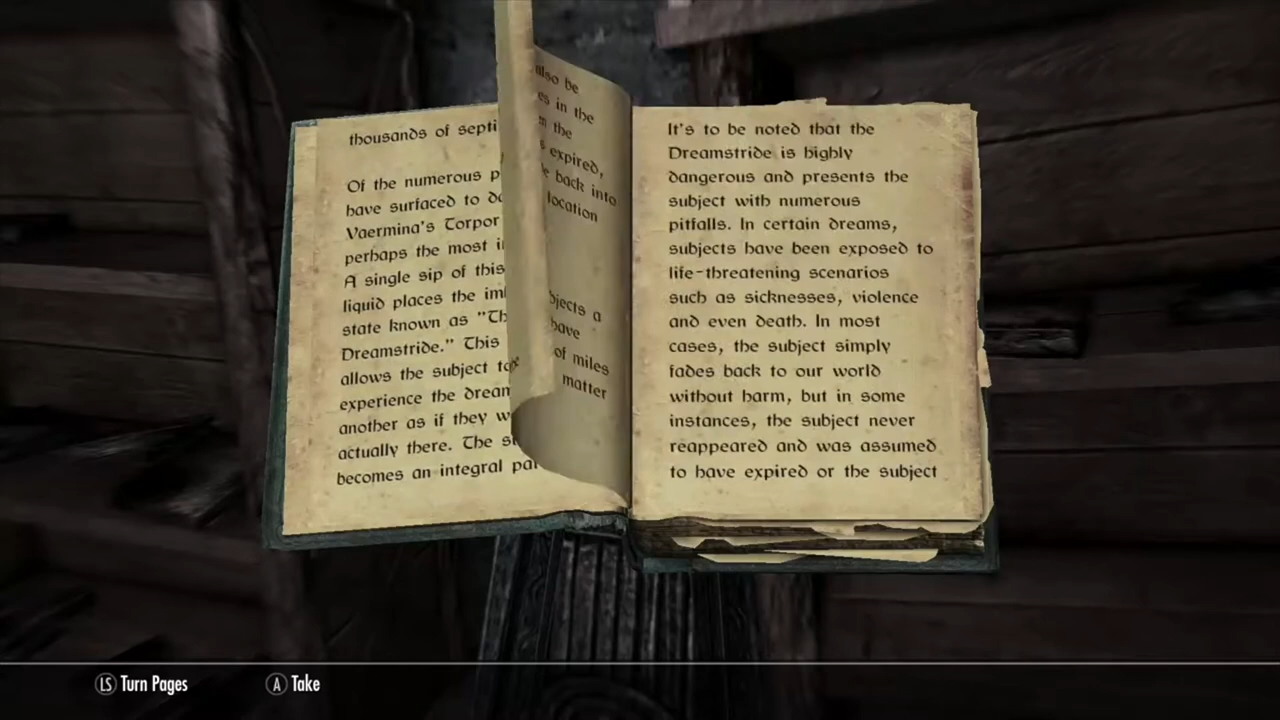 thousands of septi
Of the numerous p
have surfaced to
Vaermina's Torpor
perhaps the most
A single sip of this
liquid places the
state known as "Th
Dreamstride." This
allows the subject to
experience the dream
another as if they w
actually there. The
becomes an integral
also be
es in the
the
expired,
back into
location
bjects a
have
of miles
matter
It's to be noted that the
Dreamstride is highly
dangerous and presents the
subject with numerous
pitfalls. In certain dreams,
subjects have been exposed to
life-threatening scenarios
such as sicknesses, violence
and even death. In most
cases, the subject simply
fades back to our world
without harm, but in some
instances, the subject never
reappeared and was assumed
to have expired or the subject
LS Turn Pages
A Take